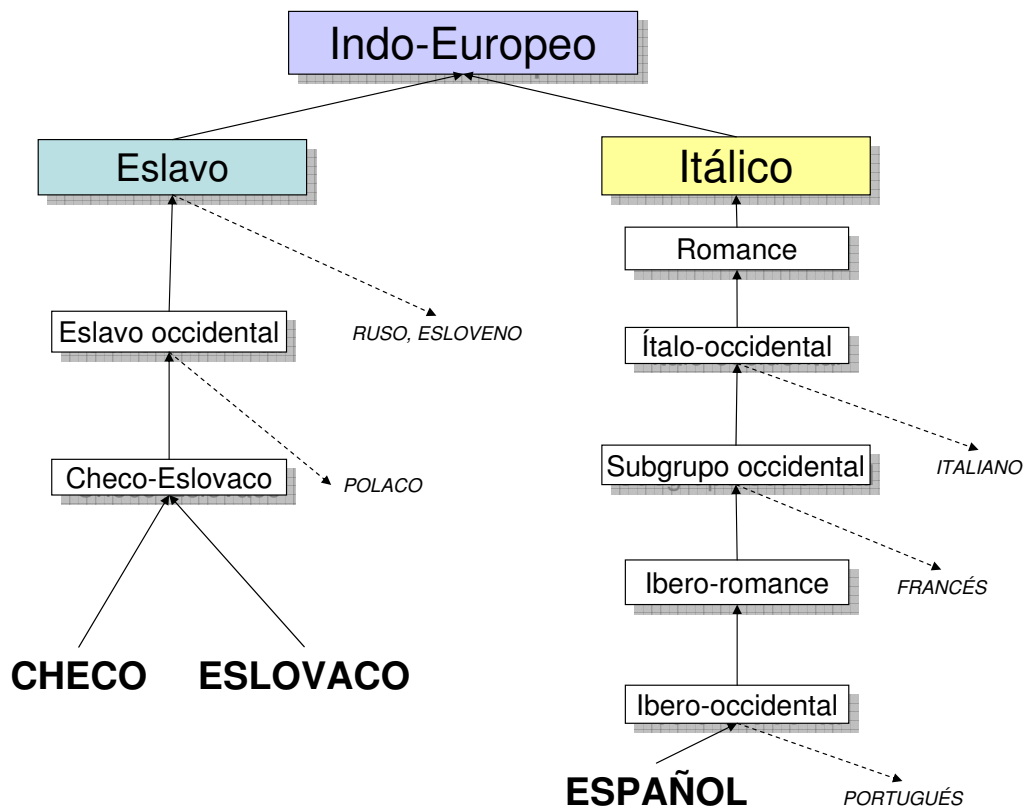 Indo-Europeo
Eslavo
Itálico
Romance
Eslavo occidental
RUSO, ESLOVENO
Ítalo-occidental
Checo-Eslovaco
POLACO
Subgrupo occidental
ITALIANO
Ibero-romance
FRANCÉS
CHECO
ESLOVACO
Ibero-occidental
ESPAÑOL
PORTUGUÉS